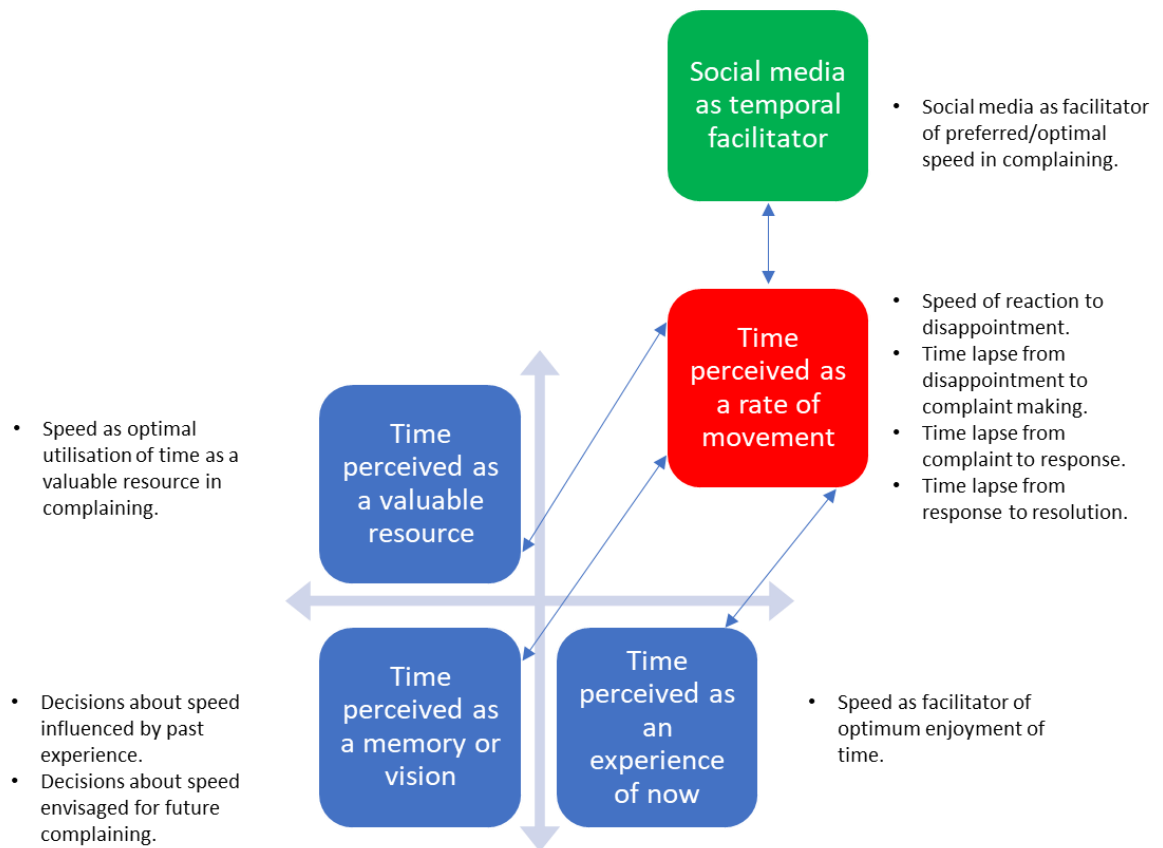 Social media
as temporal
facilitator
• Social media as facilitator
of preferred/optimal
speed in complaining.
Time
perceived as
a rate of
movement
• Speed of reaction to
disappointment.
• Time lapse from
disappointment to
complaint making.
• Time lapse from
complaint to response.
• Time lapse from
response to resolution.
• Speed as optimal
utilisation of time as a
valuable resource in
complaining.
Time
perceived as
a valuable
resource
• Decisions about speed
influenced by past
experience.
• Decisions about speed
envisaged for future
complaining.
Time
perceived as
a memory or
vision
Time
perceived as
an
experience
of now
• Speed as facilitator of
optimum enjoyment of
time.